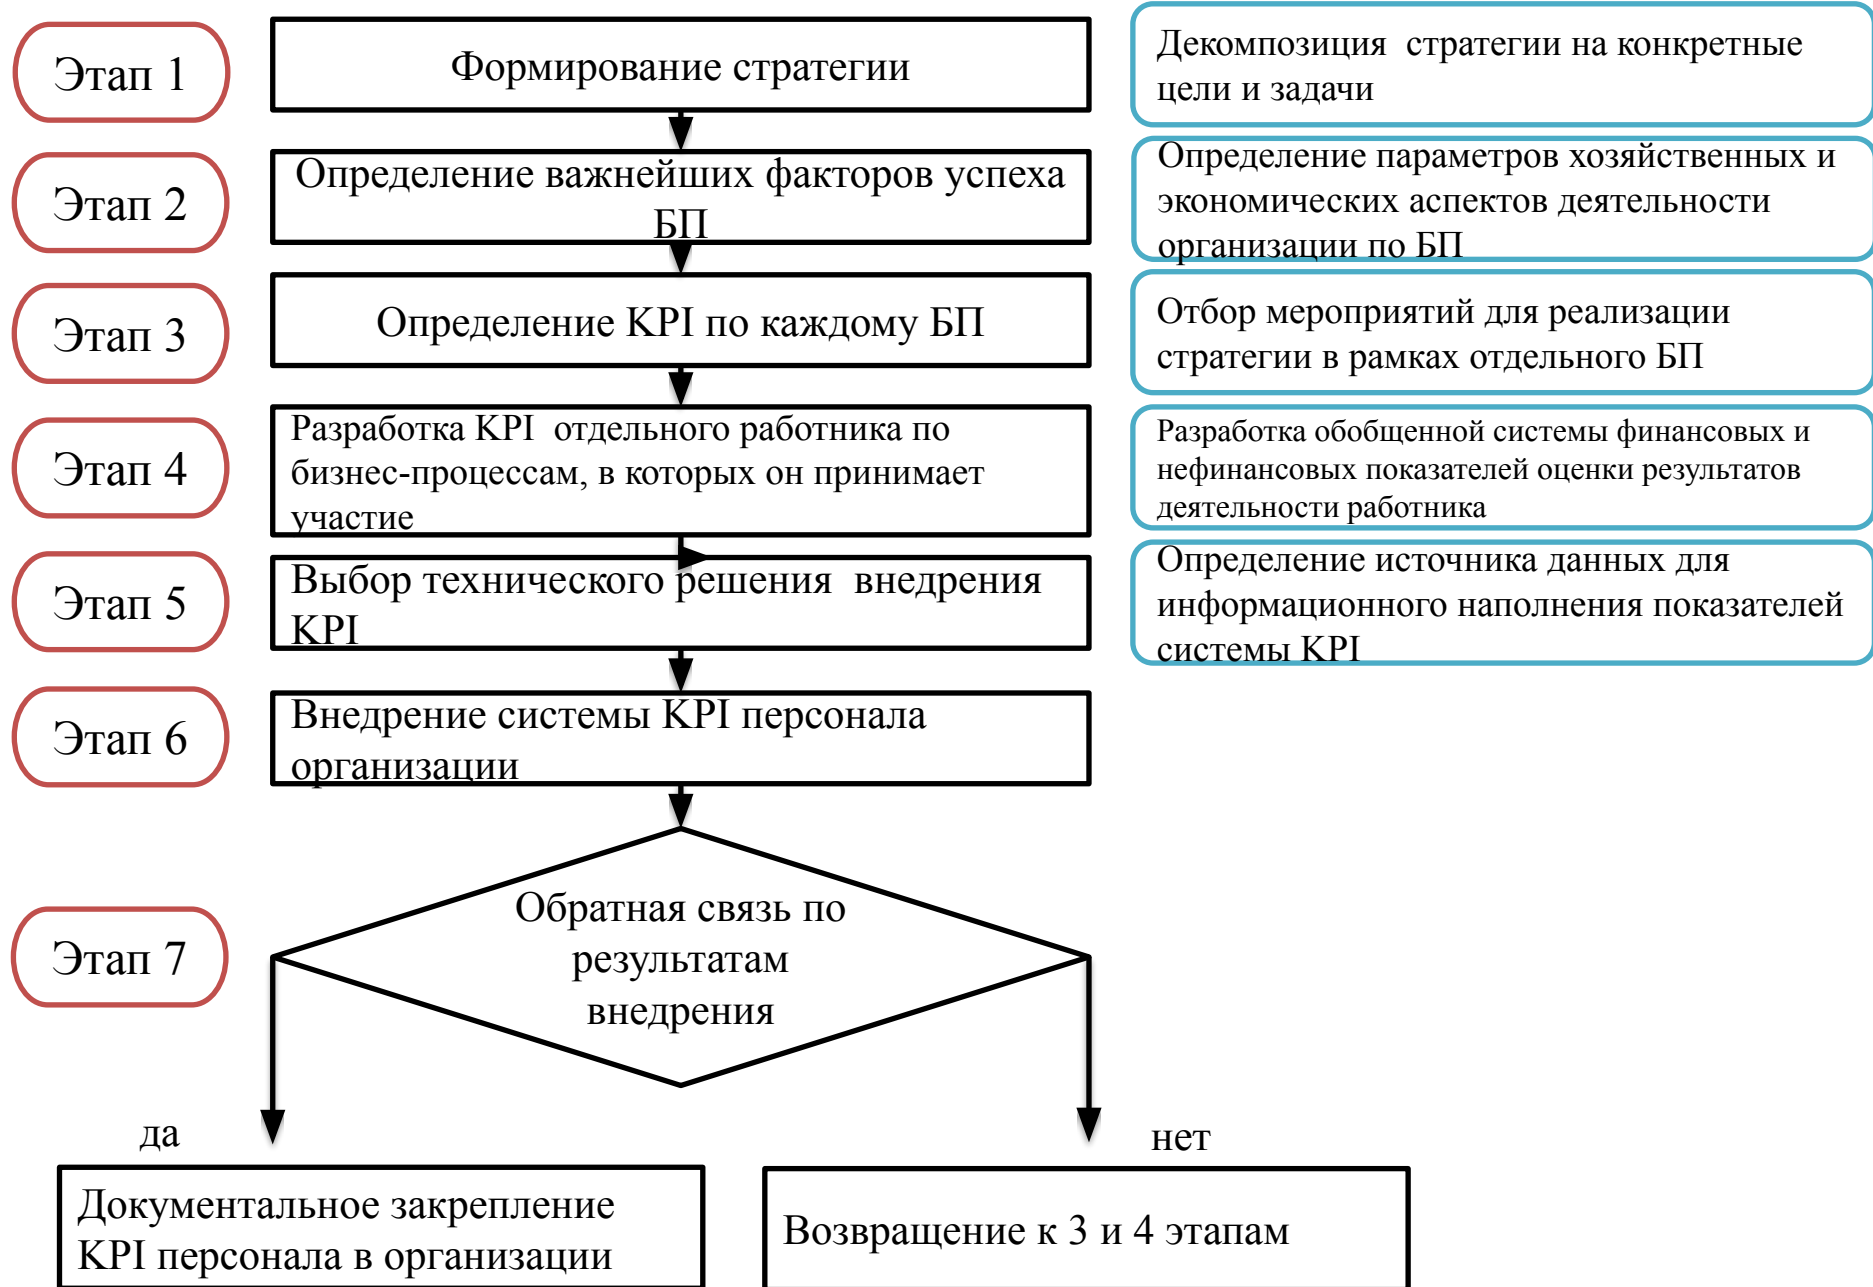 Этап 1
Формирование стратегии
Декомпозиция стратегии на конкретные
цели и задачи
Этап 2
Определение важнейших факторов успеха
БП
Определение параметров хозяйственных и
экономических аспектов деятельности
организации по БП
Этап 3
Определение KPI по каждому БП
Отбор мероприятий для реализации
стратегии в рамках отдельного БП
Этап 4
Разработка KPI отдельного работника по
бизнес-процессам, в которых он принимает
участие
Разработка обобщенной системы финансовых и
нефинансовых показателей оценки результатов
деятельности работника
Этап 5
Выбор технического решения внедрения
KPI
Определение источника данных для
информационного наполнения показателей
системы KPI
Этап 6
Внедрение системы KPI персонала
организации
Этап 7
Обратная связь по
результатам
внедрения
да
нет
Документальное закрепление
KPI персонала в организации
Возвращение к 3 и 4 этапам